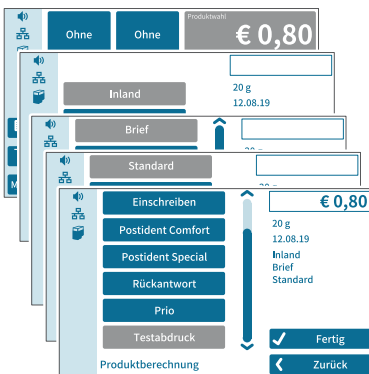 Ohne
Ohne
Produktwahl
€ 0,80
Inland
20 g
12.08.19
Brief
Standard
Einschreiben
€ 0,80
Postident Comfort
20 g
12.08.19
Postident Special
Inland
Rückantwort
Brief
Standard
Prio
Testabdruck
Fertig
Produktberechnung
Zurück